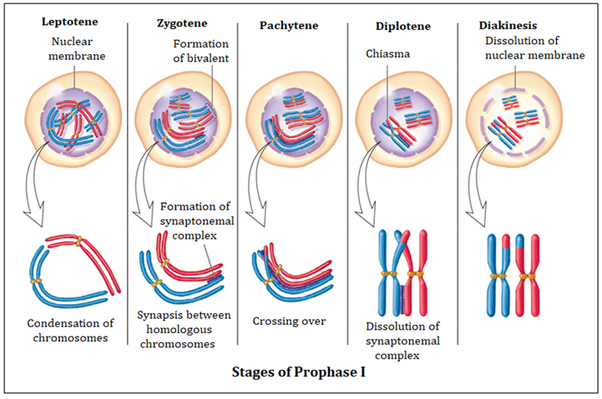 Leptotene
Nuclear
membrane
Condensation of
chromosomes
Zygotene
Formation
of bivalent
Formation of
synaptonemal
complex
Synapsis between
homologous
chromosomes
Pachytene
Crossing over
Diplotene
Chiasma
Dissolution of
synaptonemal
complex
Diakinesis
Dissolution of
nuclear membrane
Stages of Prophase I